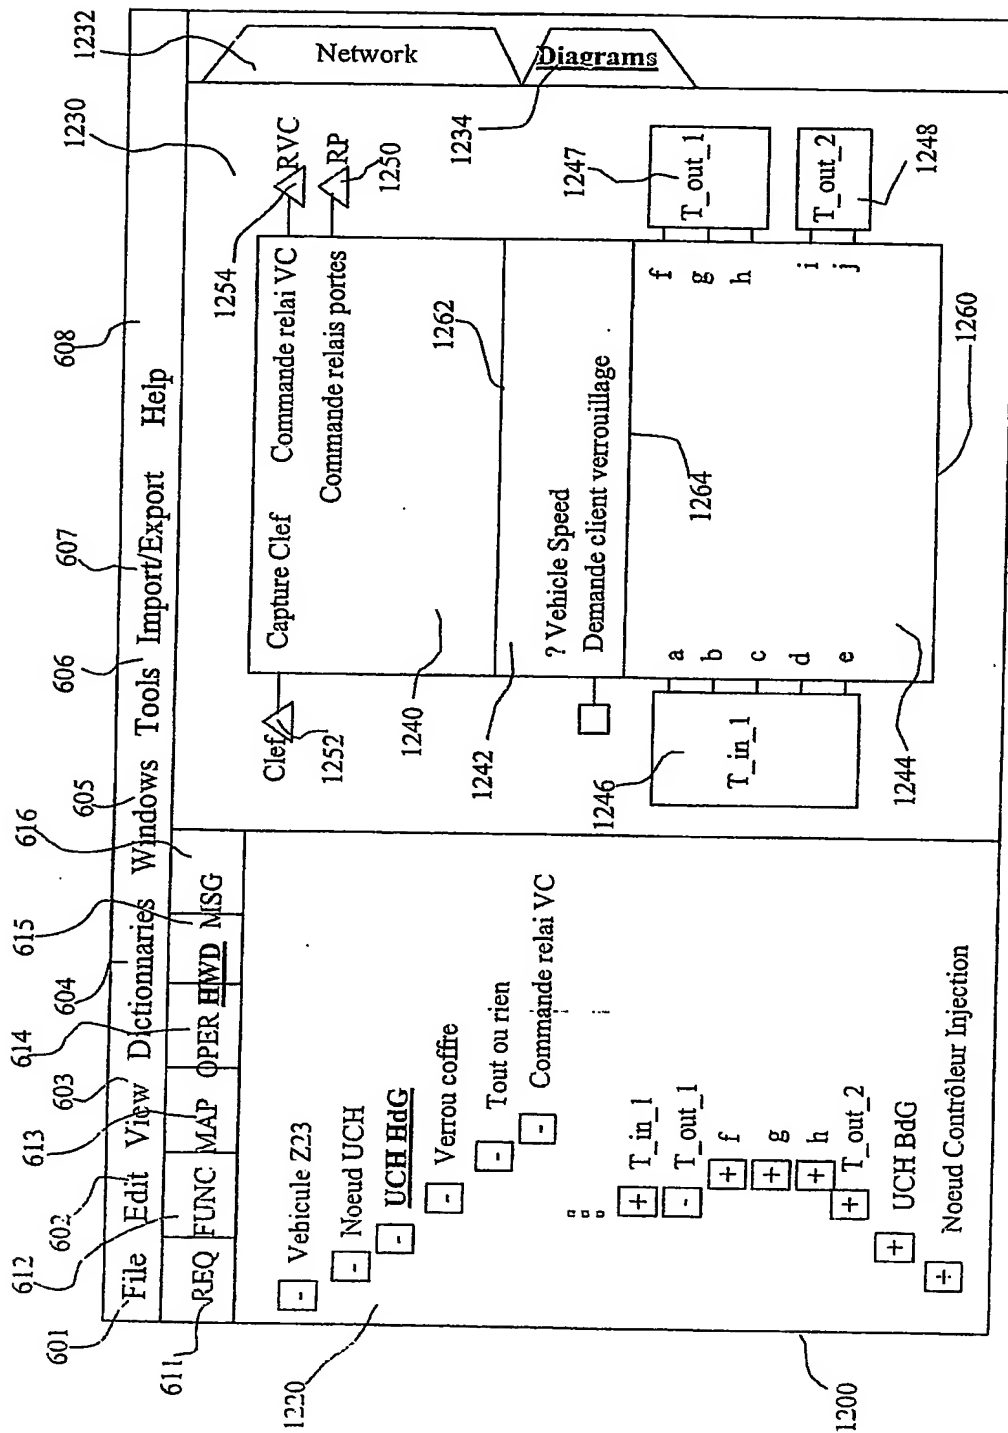 601 602 603 604 605 606 607 608
File Edit View Dictionnaries Windows Tools Import/Export Help
611 612 613 614 615 616
REQ FUNC MAP OPER HWD MSG
1220
- Vehicule Z23
- Noeud UCH
- UCH HdG
- Verrou coffre
- Tout ou rien
- Commande relai VC
+ T_in_1
- T_out_1
+ f
+ g
+ h
+ T_out_2
+ UCH BdG
÷ Noeud Contrôleur Injection
1200
1230
1232
Network
1234
Diagrams
Clef
1252
Capture Clef
Commande relai VC
RVC
1254
Commande relais portes
RP
1250
1240
1262
1242
? Vehicle Speed
Demande client verrouillage
1264
1246
T_in_1
a
b
c
d
e
f
g
h
i
j
T_out_1
1247
T_out_2
1248
1244
1260